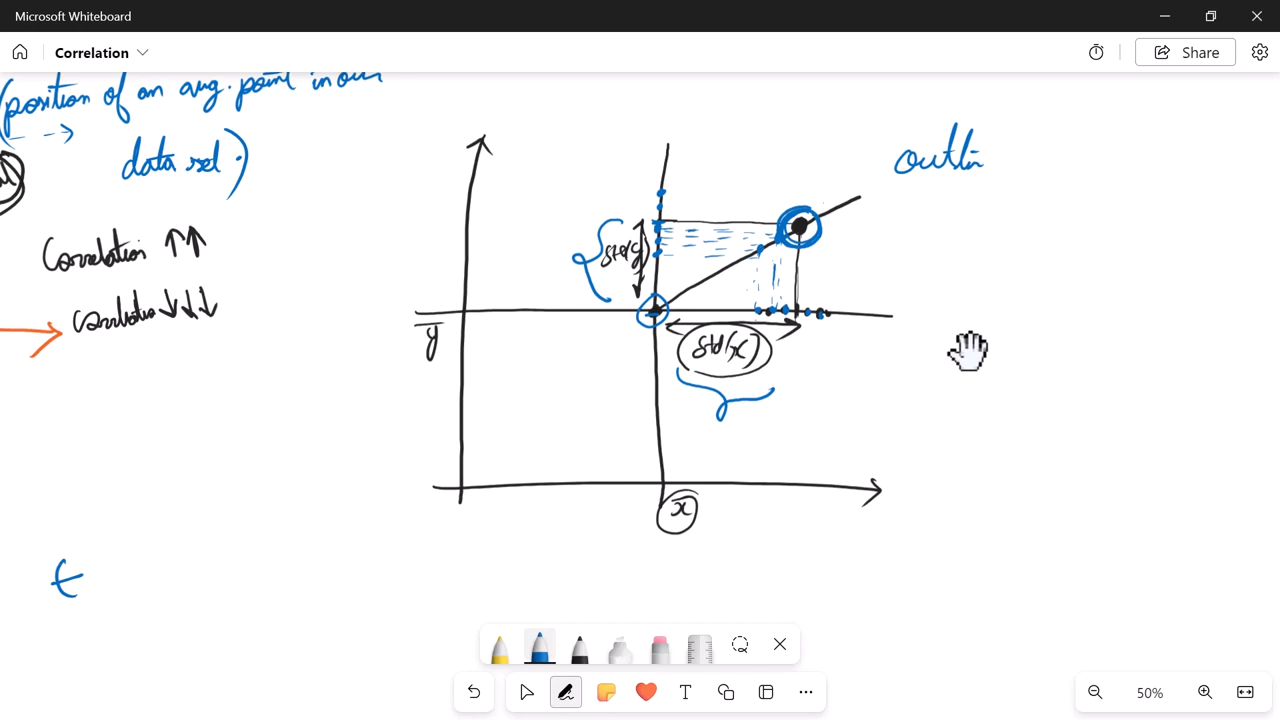 Microsoft Whiteboard
Correlation
Share
(position of an avg. point in our
data set.)
Correlation ↑↑
Correlation ↓↓↓
outli
std(y)
std(x)
y̅
x̅
t
50%